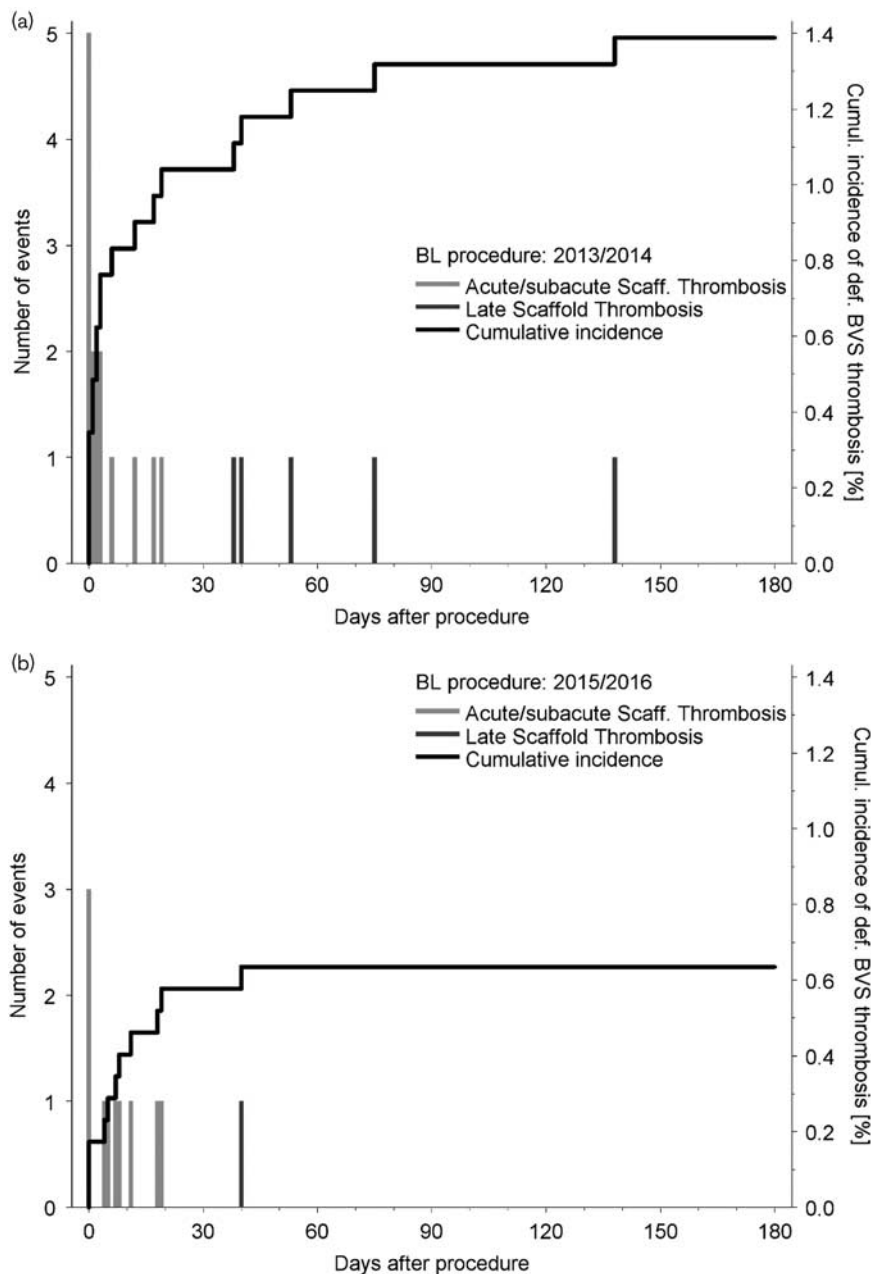 (a)
5
4
3
2
1
0
Number of events
1.4
1.2
1.0
0.8
0.6
0.4
0.2
0.0
Cumul. incidence of def. BVS thrombosis [%]
BL procedure: 2013/2014
Acute/subacute Scaff. Thrombosis
Late Scaffold Thrombosis
Cumulative incidence
0 30 60 90 120 150 180
Days after procedure
(b)
5
4
3
2
1
0
Number of events
1.4
1.2
1.0
0.8
0.6
0.4
0.2
0.0
Cumul. incidence of def. BVS thrombosis [%]
BL procedure: 2015/2016
Acute/subacute Scaff. Thrombosis
Late Scaffold Thrombosis
Cumulative incidence
0 30 60 90 120 150 180
Days after procedure